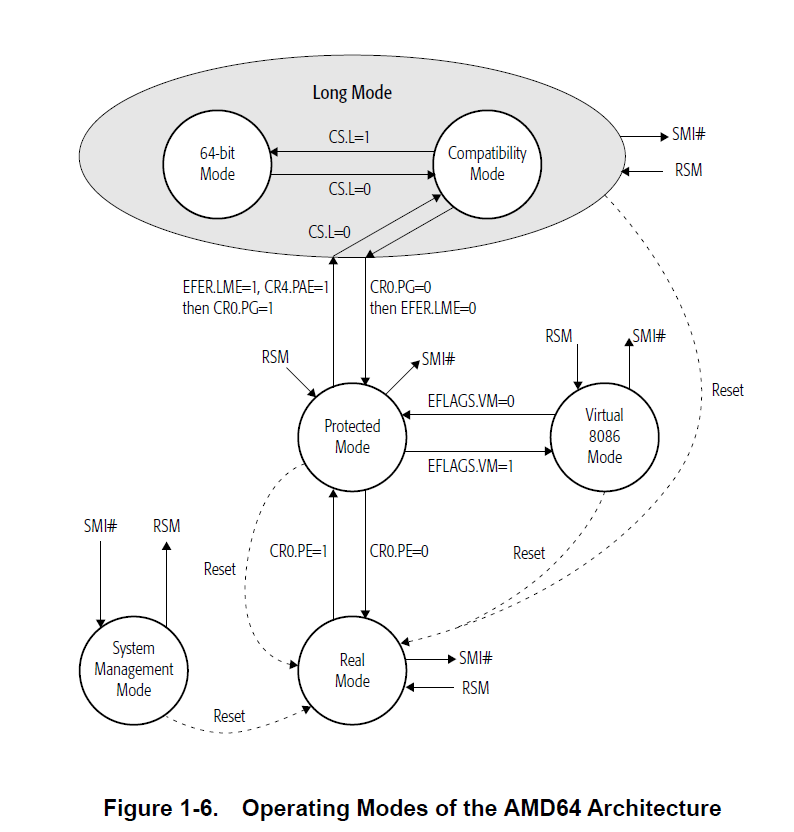 Long Mode
CS.L=1
SMI#
64-bit
Mode
Compatibility
Mode
RSM
CS.L=0
CS.L=0
EFER.LME=1, CR4.PAE=1
then CR0.PG=1
CR0.PG=0
then EFER.LME=0
RSM
SMI#
RSM
SMI#
Reset
EFLAGS.VM=0
Protected
Mode
Virtual
8086
Mode
EFLAGS.VM=1
SMI#
RSM
Reset
CR0.PE=1
CR0.PE=0
Reset
System
Management
Mode
Real
Mode
SMI#
RSM
Reset
Figure 1-6. Operating Modes of the AMD64 Architecture